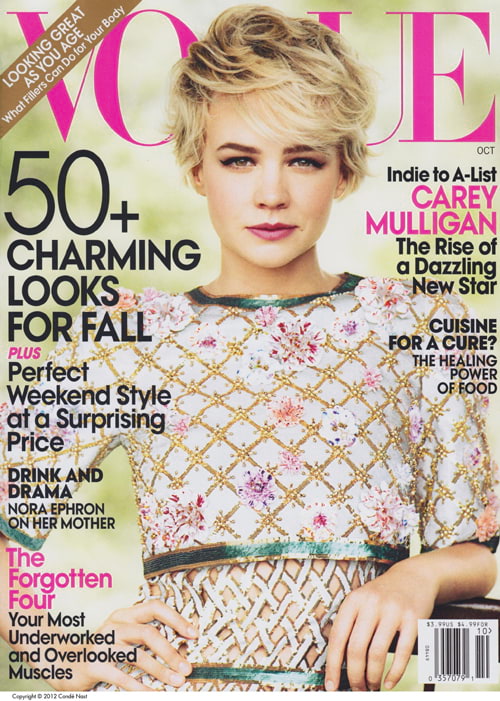 LOOKING GREAT
AS YOU AGE
What Fillers Can Do for Your Body
VOGUE
OCT
50+
CHARMING
LOOKS
FOR FALL
PLUS
Perfect
Weekend Style
at a Surprising
Price
DRINK AND
DRAMA
NORA EPHRON
ON HER MOTHER
The
Forgotten
Four
Your Most
Underworked
and Overlooked
Muscles
Indie to A-List
CAREY
MULLIGAN
The Rise of
a Dazzling
New Star
CUISINE
FOR A CURE?
THE HEALING
POWER
OF FOOD
$3.99US $4.99FOR
10>
0 357079 1
Copyright © 2012 Condé Nast